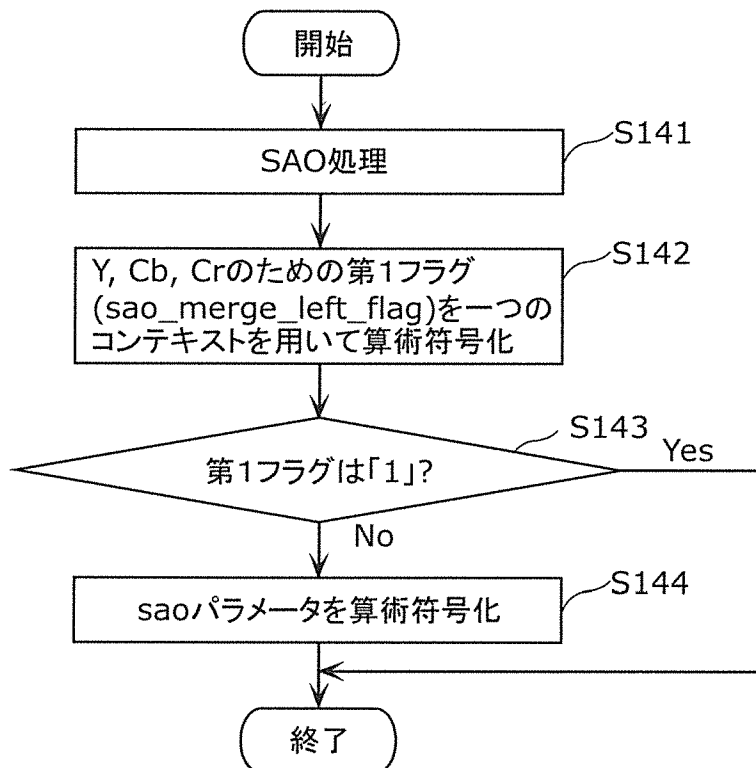 開始
SAO処理
S141
Y, Cb, Crのための第1フラグ
(sao_merge_left_flag)を一つの
コンテキストを用いて算術符号化
S142
第1フラグは「1」?
S143
Yes
No
saoパラメータを算術符号化
S144
終了